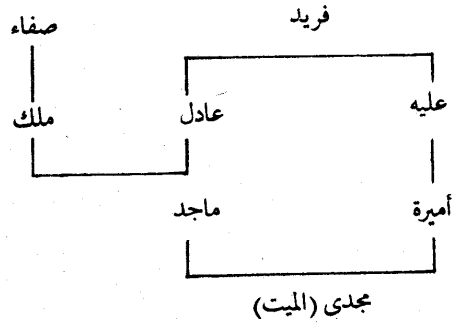 فريد
صفاء
عليه عادل ملك
أميرة ماجد
مجدى (الميت)